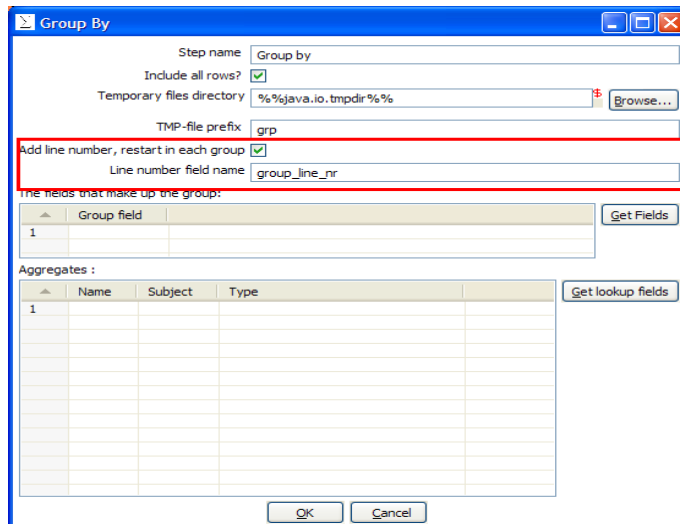 Group By
Step name Group by
Include all rows?
Temporary files directory %%java.io.tmpdir%% $ Browse...
TMP-file prefix grp
Add line number, restart in each group
Line number field name group_line_nr
The fields that make up the group:
Group field Get Fields
1
Aggregates :
Name Subject Type Get lookup fields
1
OK Cancel